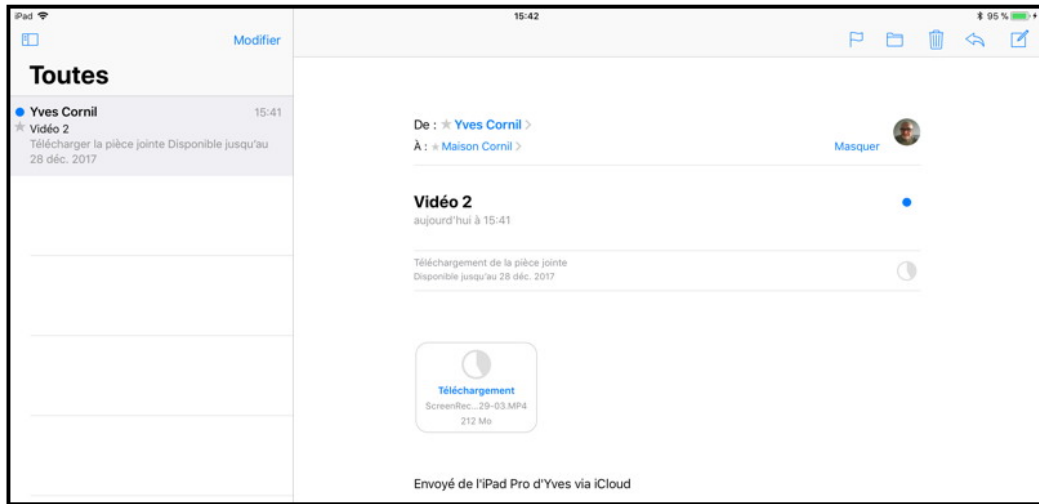 iPad
15:42
95 %
Modifier
Toutes
Yves Cornil 15:41
Vidéo 2
Télécharger la pièce jointe Disponible jusqu'au
28 déc. 2017
De : Yves Cornil >
À : Maison Cornil >
Masquer
Vidéo 2
aujourd'hui à 15:41
Téléchargement de la pièce jointe
Disponible jusqu'au 28 déc. 2017
Téléchargement
ScreenRec...29-03.MP4
212 Mo
Envoyé de l'iPad Pro d'Yves via iCloud